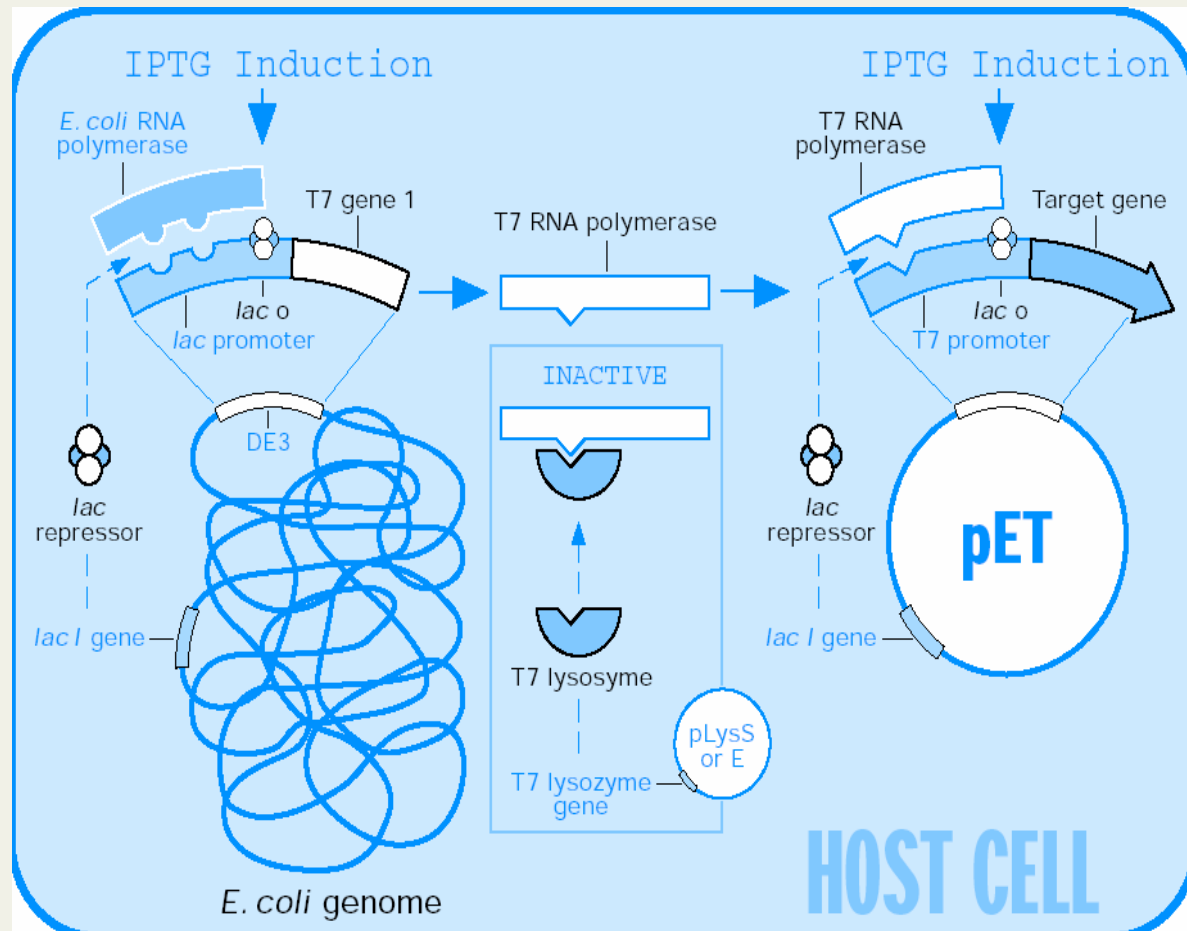 IPTG Induction
IPTG Induction
E. coli RNA
polymerase
T7 gene 1
T7 RNA polymerase
T7 RNA
polymerase
Target gene
lac o
lac promoter
lac o
T7 promoter
INACTIVE
DE3
lac
repressor
lac
repressor
pET
lac I gene
lac I gene
T7 lysosyme
pLysS
or E
T7 lysozyme
gene
E. coli genome
HOST CELL